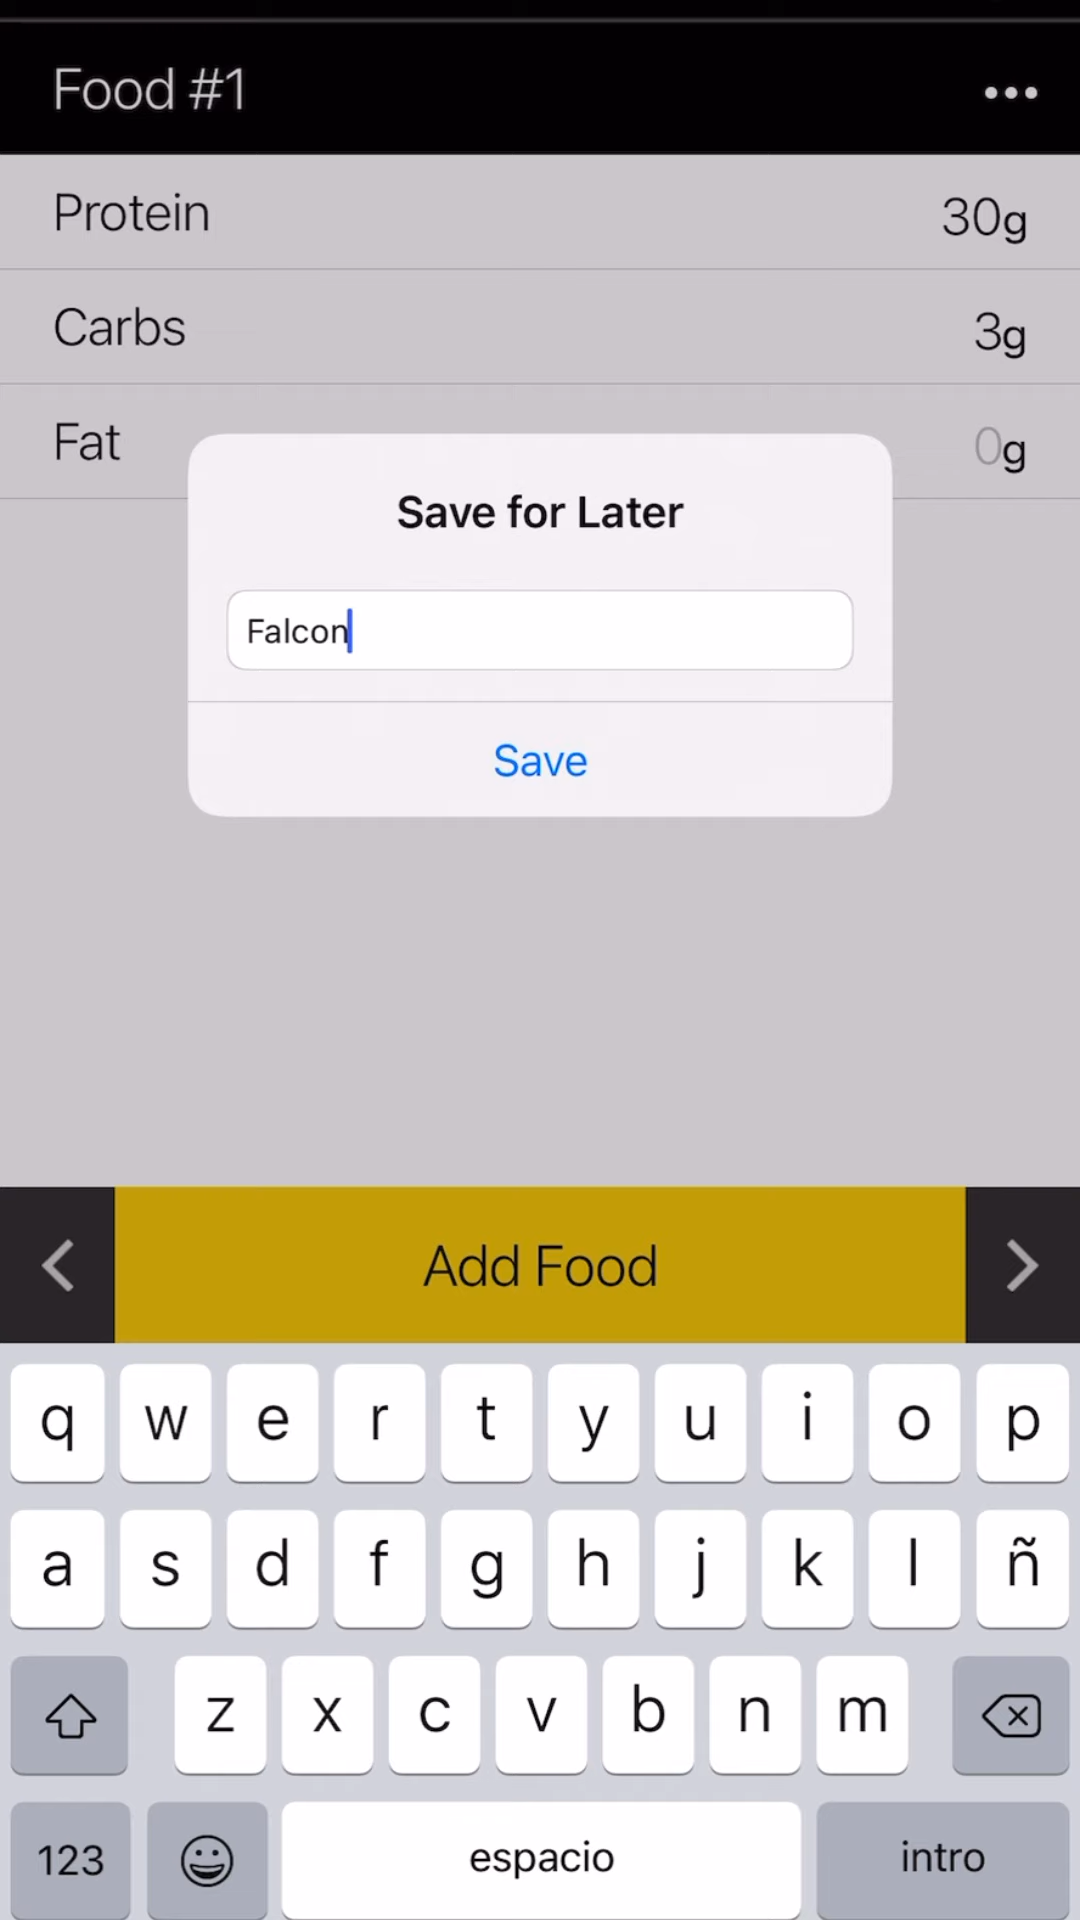 Food #1
Protein 30g
Carbs 3g
Fat 0g
Save for Later
Falcon
Save
Add Food
q w e r t y u i o p
a s d f g h j k l ñ
z x c v b n m
123 espacio intro